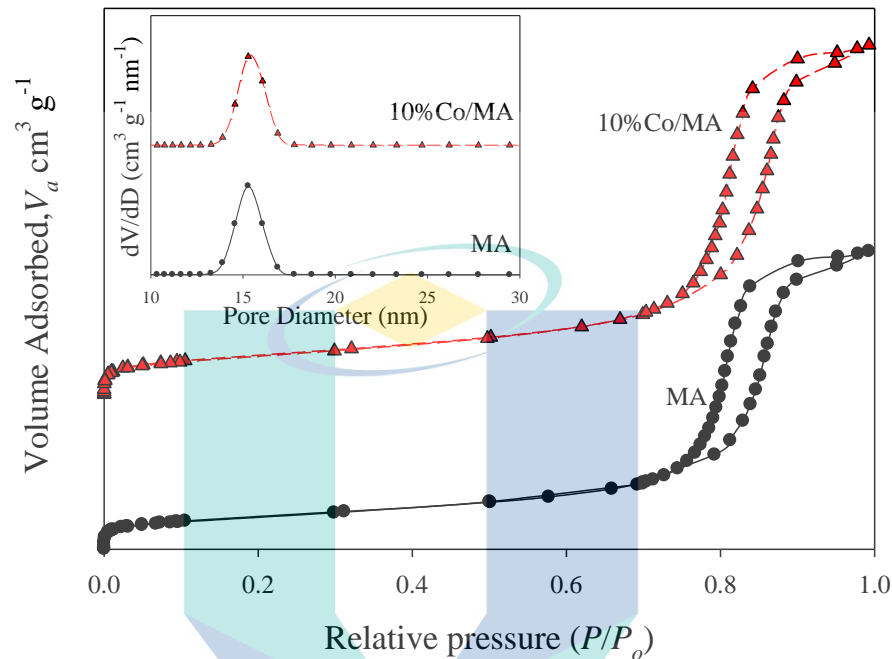 Volume Adsorbed,Va cm3 g-1
dV/dD (cm3 g-1 nm-1)
10%Co/MA
MA
10 15 20 25 30
Pore Diameter (nm)
10%Co/MA
MA
0.0 0.2 0.4 0.6 0.8 1.0
Relative pressure (P/Po)